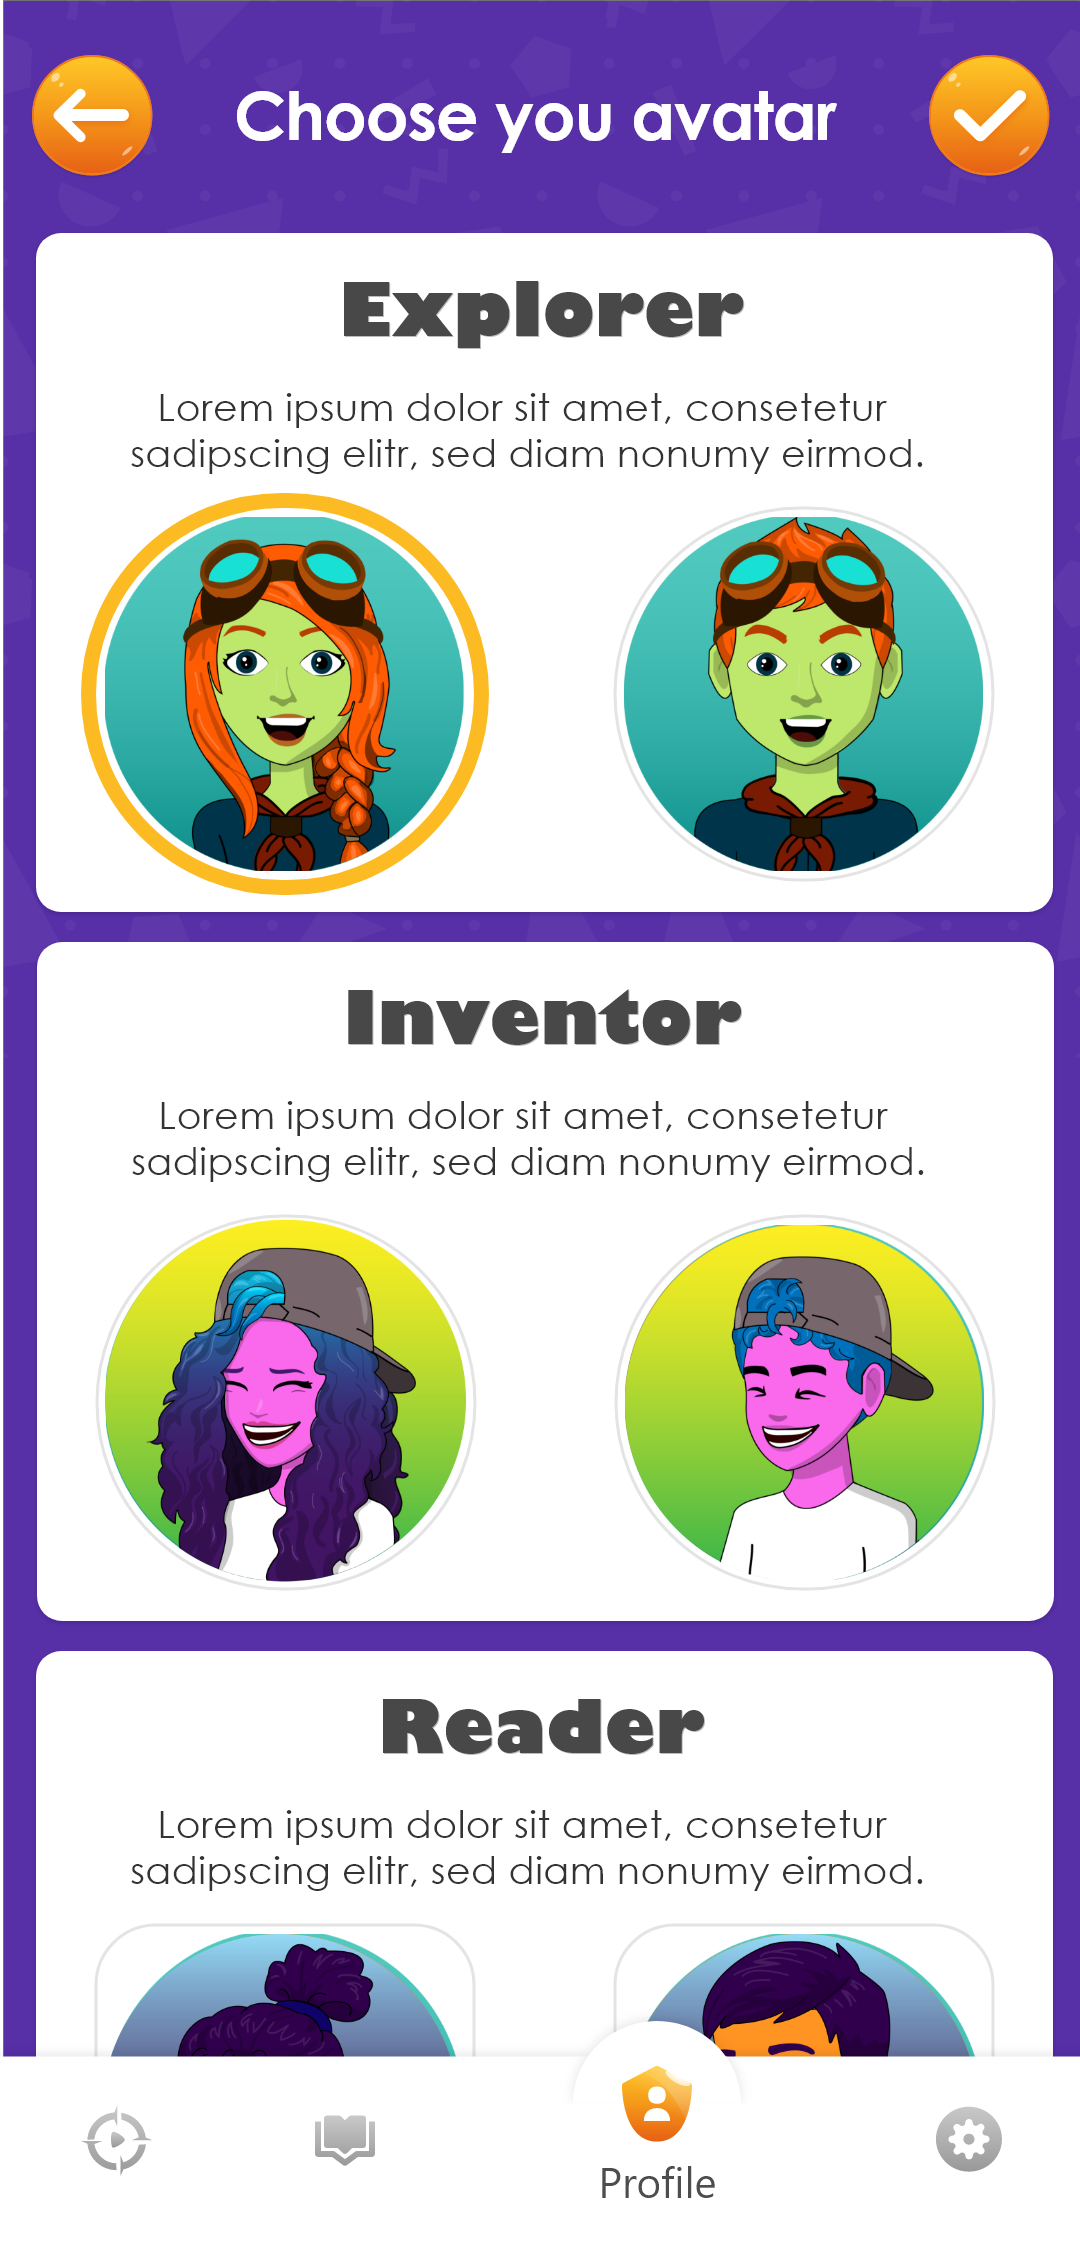 Choose you avatar
Explorer
Lorem ipsum dolor sit amet, consetetur
sadipscing elitr, sed diam nonumy eirmod.
Inventor
Lorem ipsum dolor sit amet, consetetur
sadipscing elitr, sed diam nonumy eirmod.
Reader
Lorem ipsum dolor sit amet, consetetur
sadipscing elitr, sed diam nonumy eirmod.
Profile